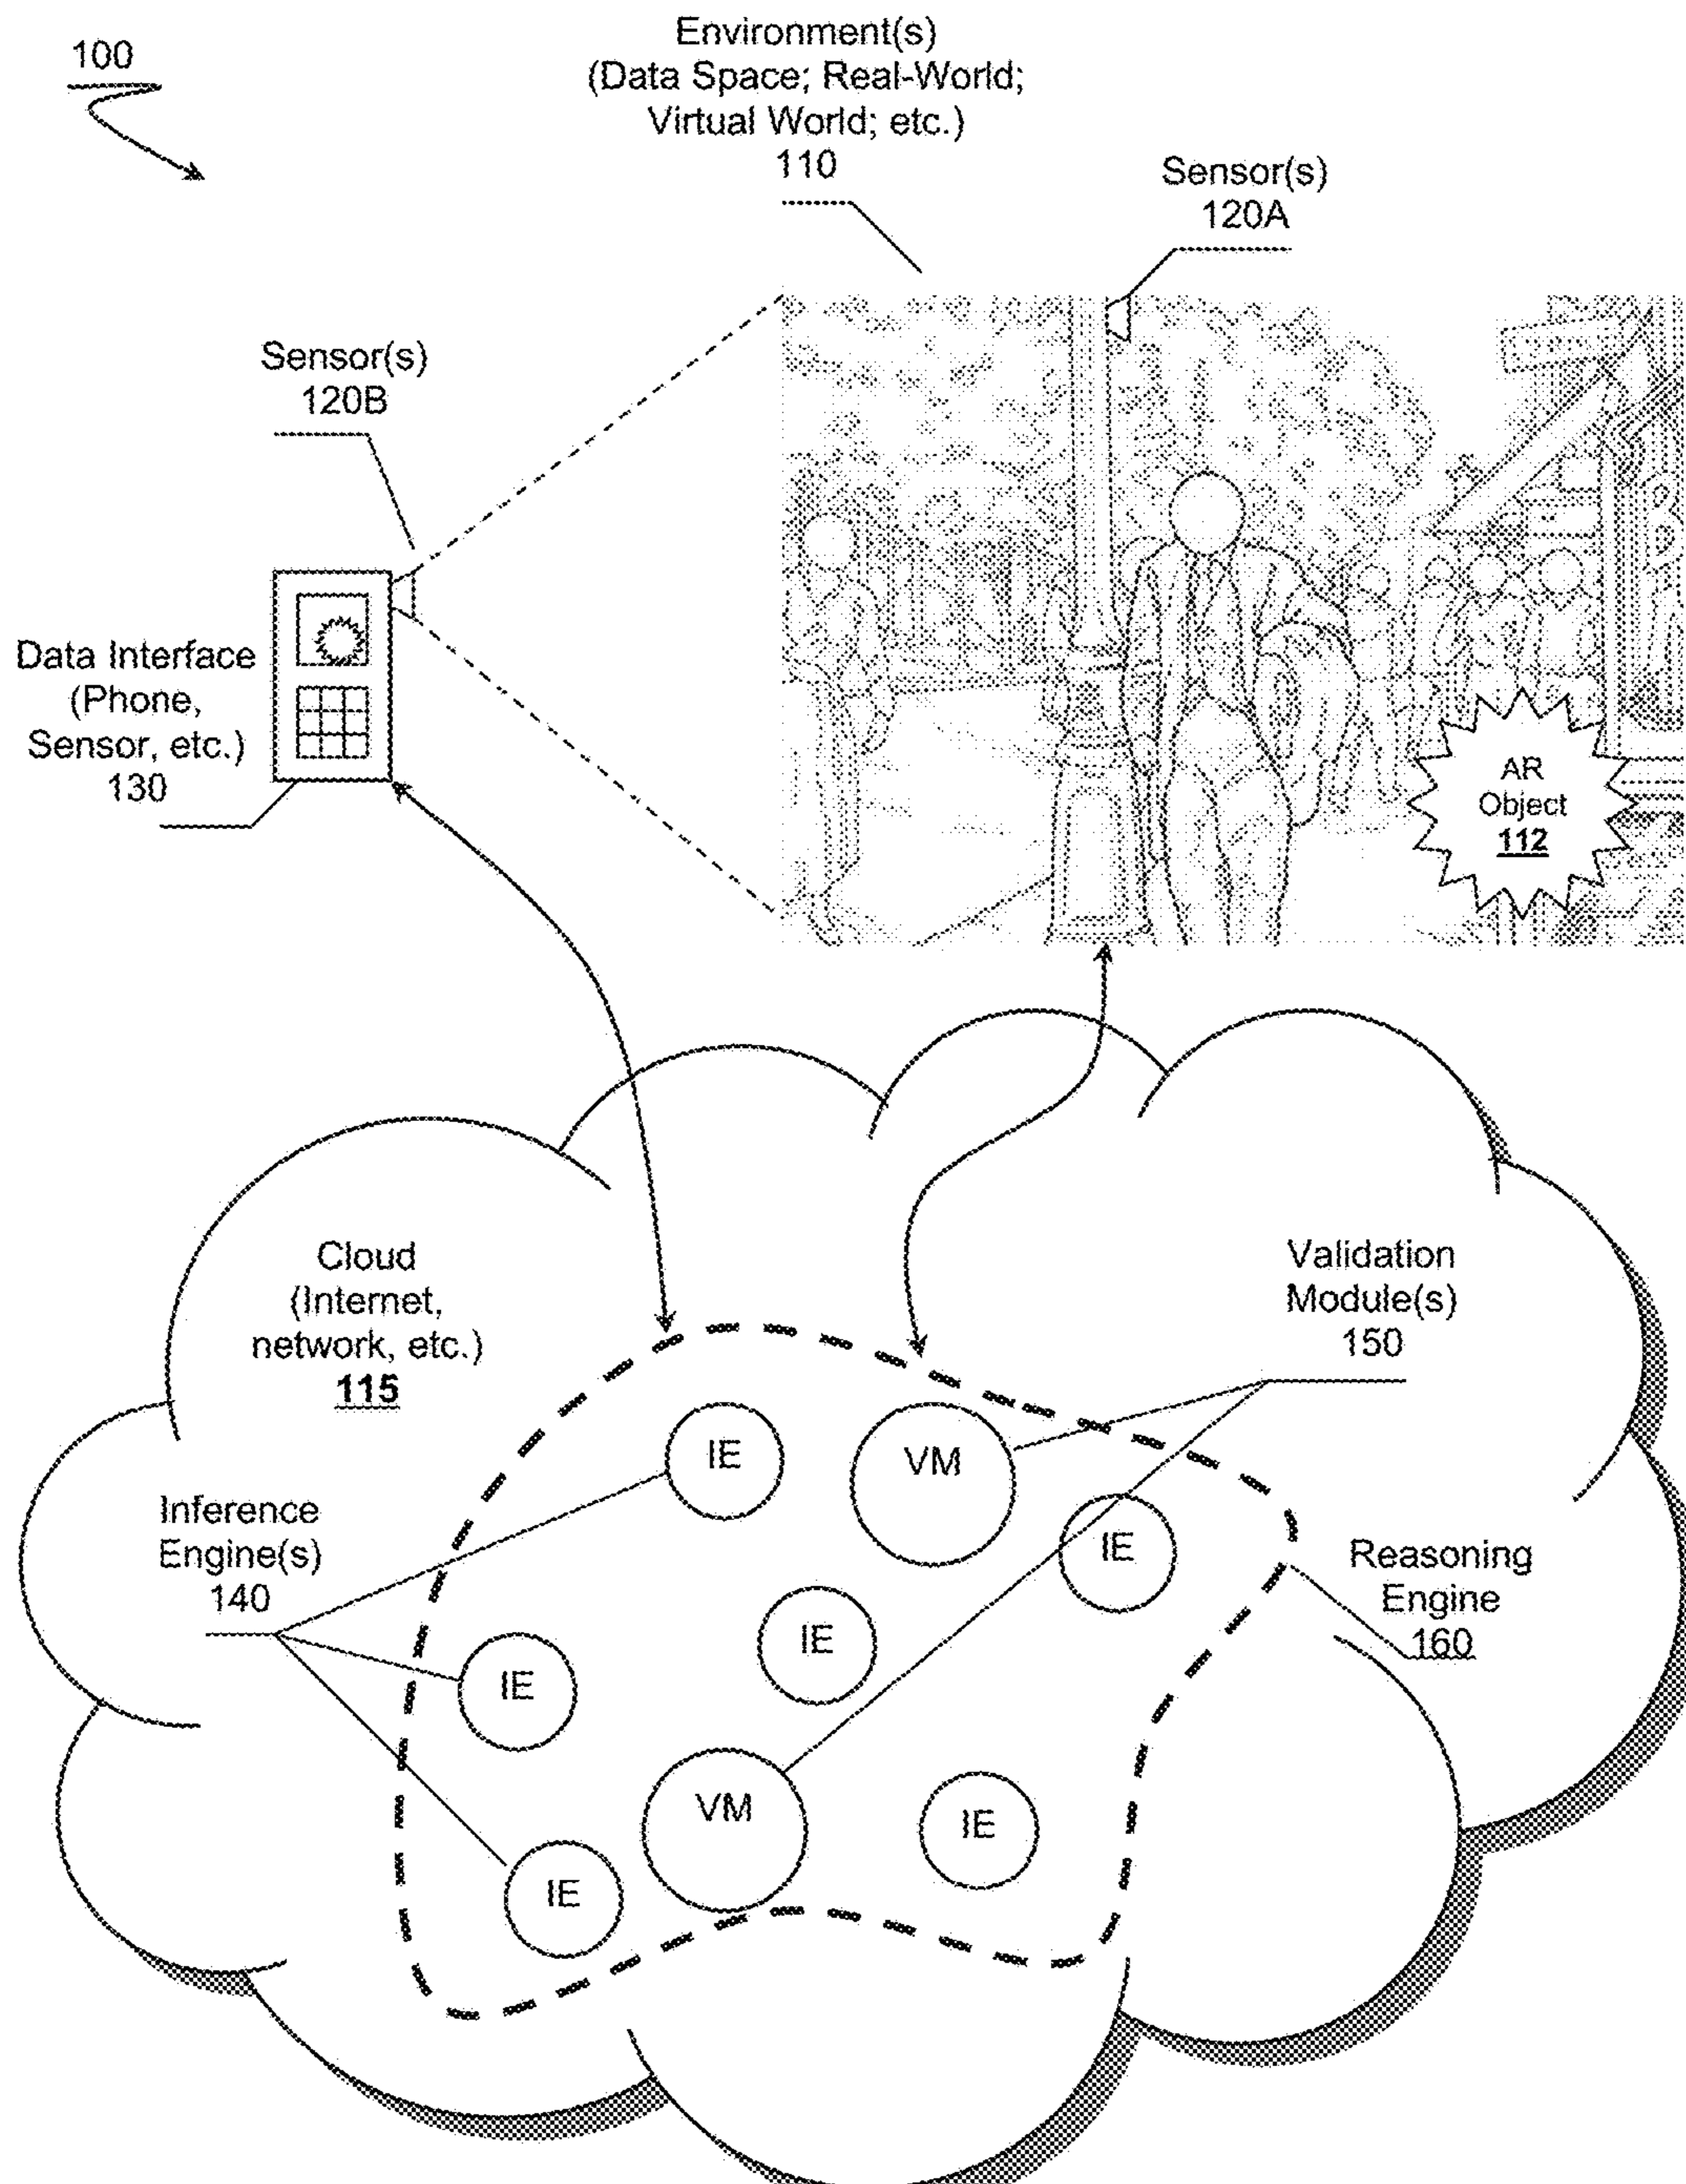 100
Environment(s)
(Data Space; Real-World;
Virtual World; etc.)
110
Sensor(s)
120A
Sensor(s)
120B
Data Interface
(Phone,
Sensor, etc.)
130
AR
Object
112
Cloud
(Internet,
network, etc.)
115
Validation
Module(s)
150
IE
VM
Inference
Engine(s)
140
IE
Reasoning
Engine
160
IE
IE
VM
IE
IE